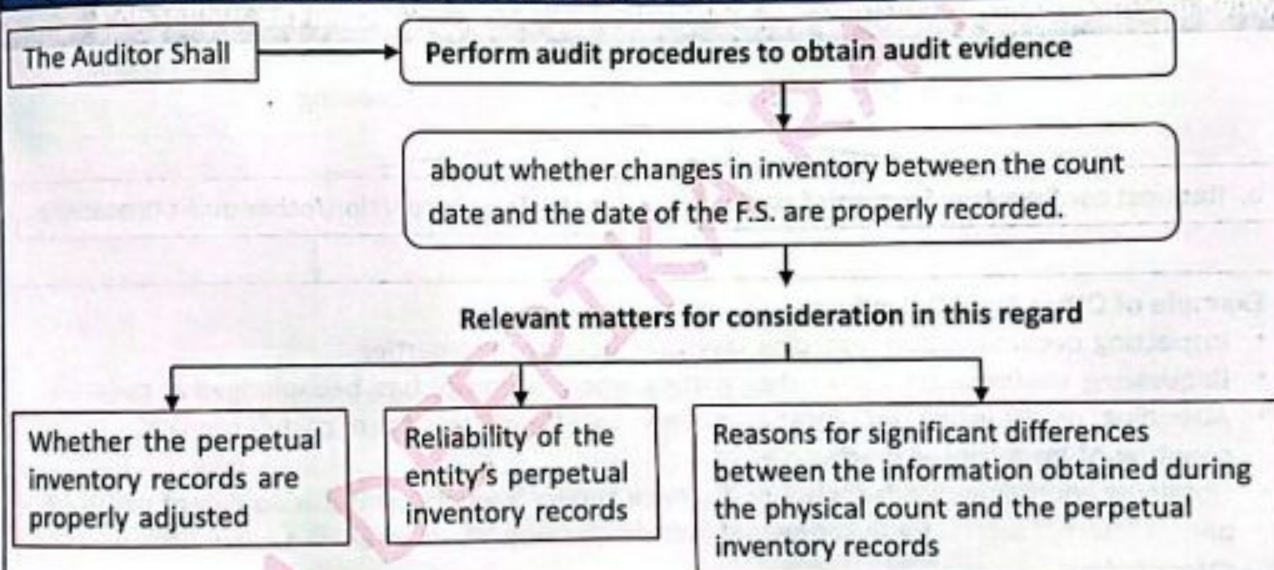 The Auditor Shall
Perform audit procedures to obtain audit evidence
about whether changes in inventory between the count
date and the date of the F.S. are properly recorded.
Relevant matters for consideration in this regard
Whether the perpetual
inventory records are
properly adjusted
Reliability of the
entity's perpetual
inventory records
Reasons for significant differences
between the information obtained during
the physical count and the perpetual
inventory records